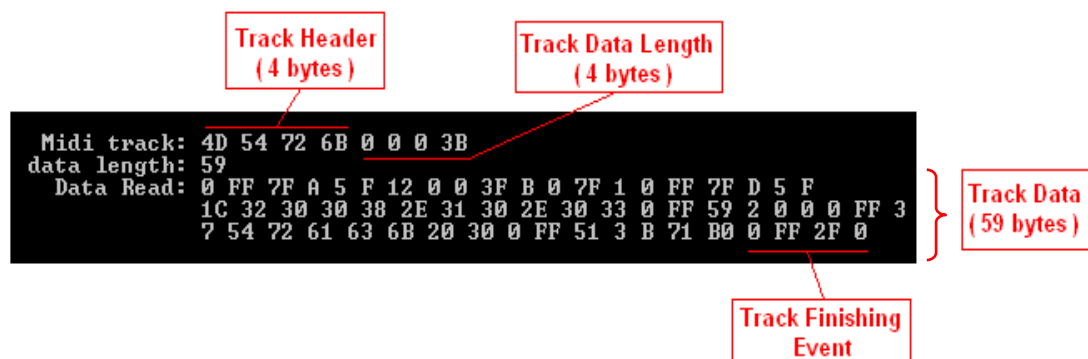 Track Header
( 4 bytes )
Track Data Length
( 4 bytes )
Midi track: 4D 54 72 6B 0 0 0 3B
data length: 59
Data Read: 0 FF 7F A 5 F 12 0 0 3F B 0 7F 1 0 FF 7F D 5 F
1C 32 30 30 38 2E 31 30 2E 30 33 0 FF 59 2 0 0 0 FF 3
7 54 72 61 63 6B 20 30 0 FF 51 3 B 71 B0 0 FF 2F 0
Track Data
( 59 bytes )
Track Finishing
Event